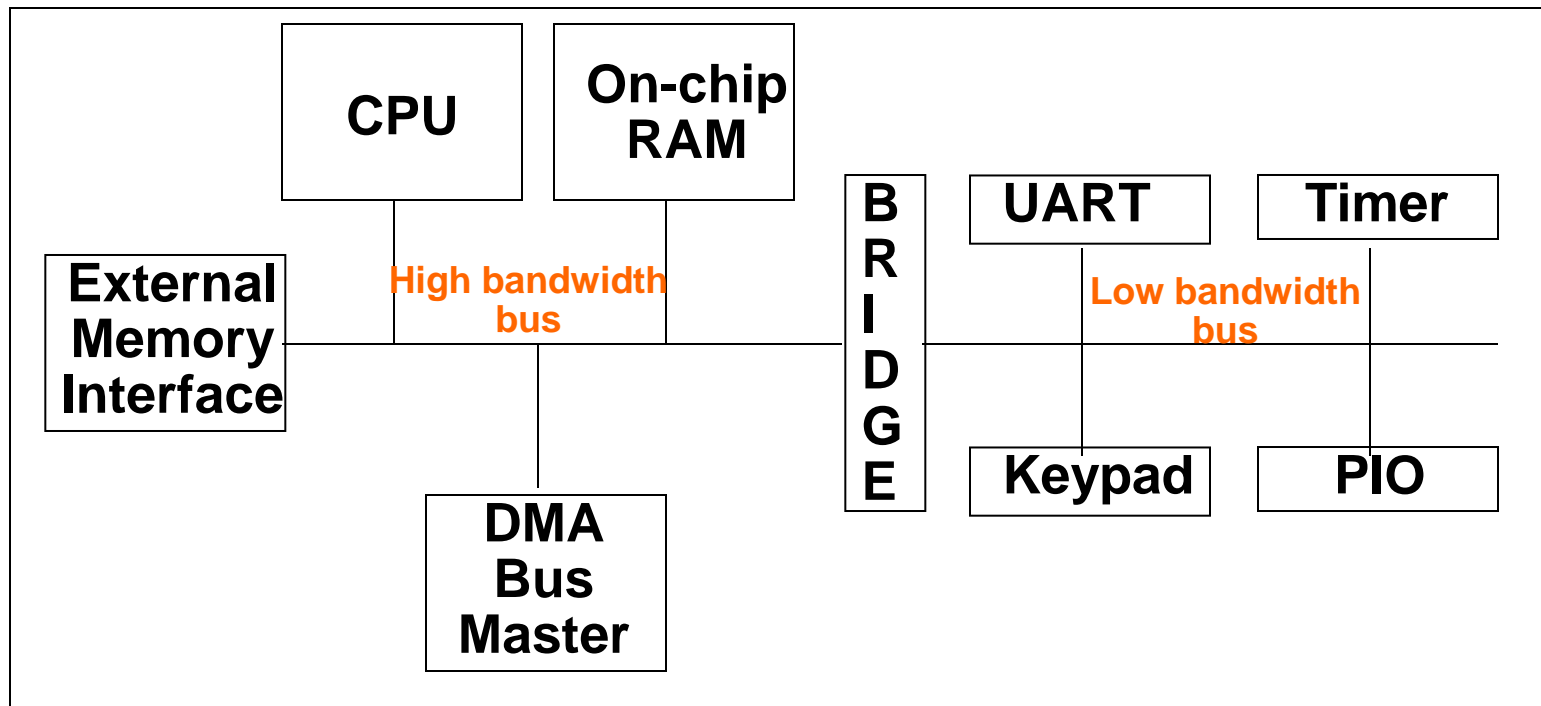 CPU
On-chip
RAM
External
Memory
Interface
High bandwidth
bus
DMA
Bus
Master
B
R
I
D
G
E
UART
Timer
Low bandwidth
bus
Keypad
PIO